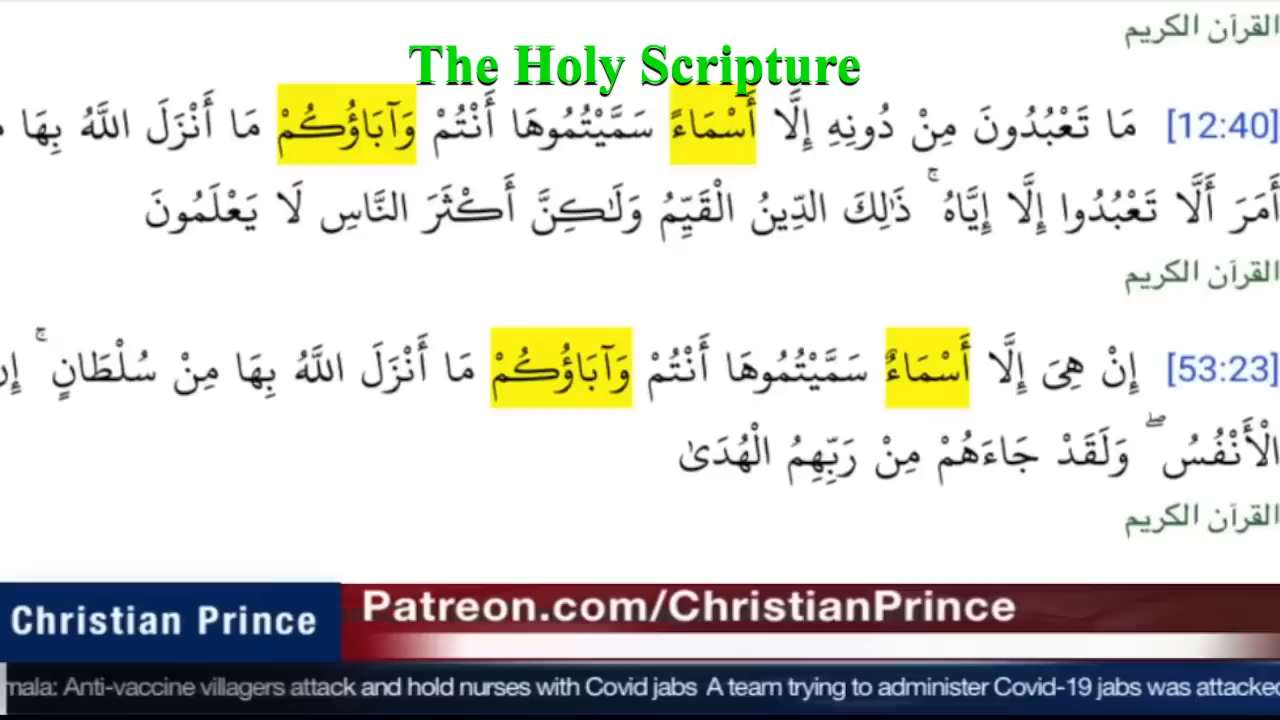 القرآن الكريم
The Holy Scripture
[12:40] مَا تَعْبُدُونَ مِنْ دُونِهِ إِلَّا أَسْمَاءً سَمَّيْتُمُوهَا أَنْتُمْ وَآبَاؤُكُمْ مَا أَنْزَلَ اللَّهُ بِهَا
أَمَرَ أَلَّا تَعْبُدُوا إِلَّا إِيَّاهُ ۚ ذَٰلِكَ الدِّينُ الْقَيِّمُ وَلَٰكِنَّ أَكْثَرَ النَّاسِ لَا يَعْلَمُونَ
القرآن الكريم
[53:23] إِنْ هِيَ إِلَّا أَسْمَاءٌ سَمَّيْتُمُوهَا أَنْتُمْ وَآبَاؤُكُمْ مَا أَنْزَلَ اللَّهُ بِهَا مِنْ سُلْطَانٍ ۚ إِن
الْأَنْفُسُ ۖ وَلَقَدْ جَاءَهُمْ مِنْ رَبِّهِمُ الْهُدَىٰ
القرآن الكريم
Christian Prince
Patreon.com/ChristianPrince
mala: Anti-vaccine villagers attack and hold nurses with Covid jabs A team trying to administer Covid-19 jabs was attacked